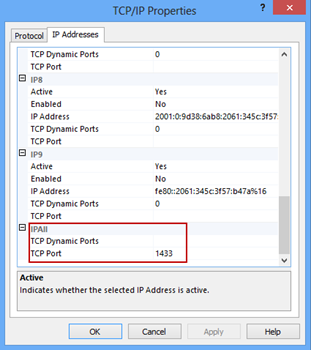 TCP/IP Properties
? ×
Protocol IP Addresses
TCP Dynamic Ports 0
TCP Port
IP8
Active Yes
Enabled No
IP Address 2001:0:9d38:6ab8:2061:345c:3f57:
TCP Dynamic Ports 0
TCP Port
IP9
Active Yes
Enabled No
IP Address fe80::2061:345c:3f57:b47a%16
TCP Dynamic Ports 0
TCP Port
IPAll
TCP Dynamic Ports
TCP Port 1433
Active
Indicates whether the selected IP Address is active.
OK Cancel Apply Help